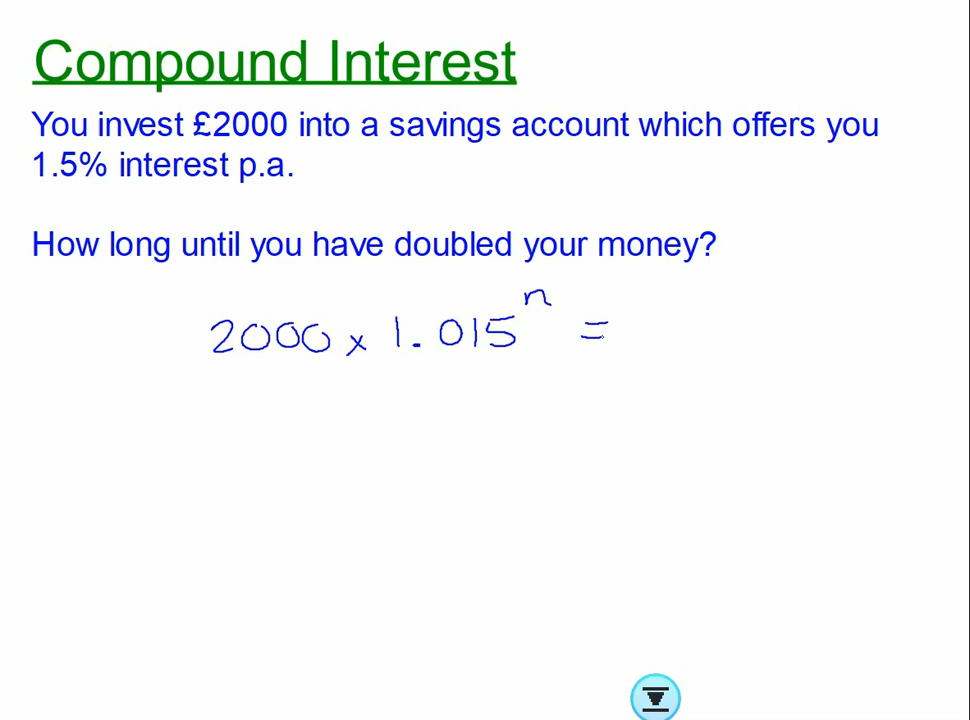 Compound Interest
You invest £2000 into a savings account which offers you
1.5% interest p.a.
How long until you have doubled your money?
2000 × 1.015ⁿ =